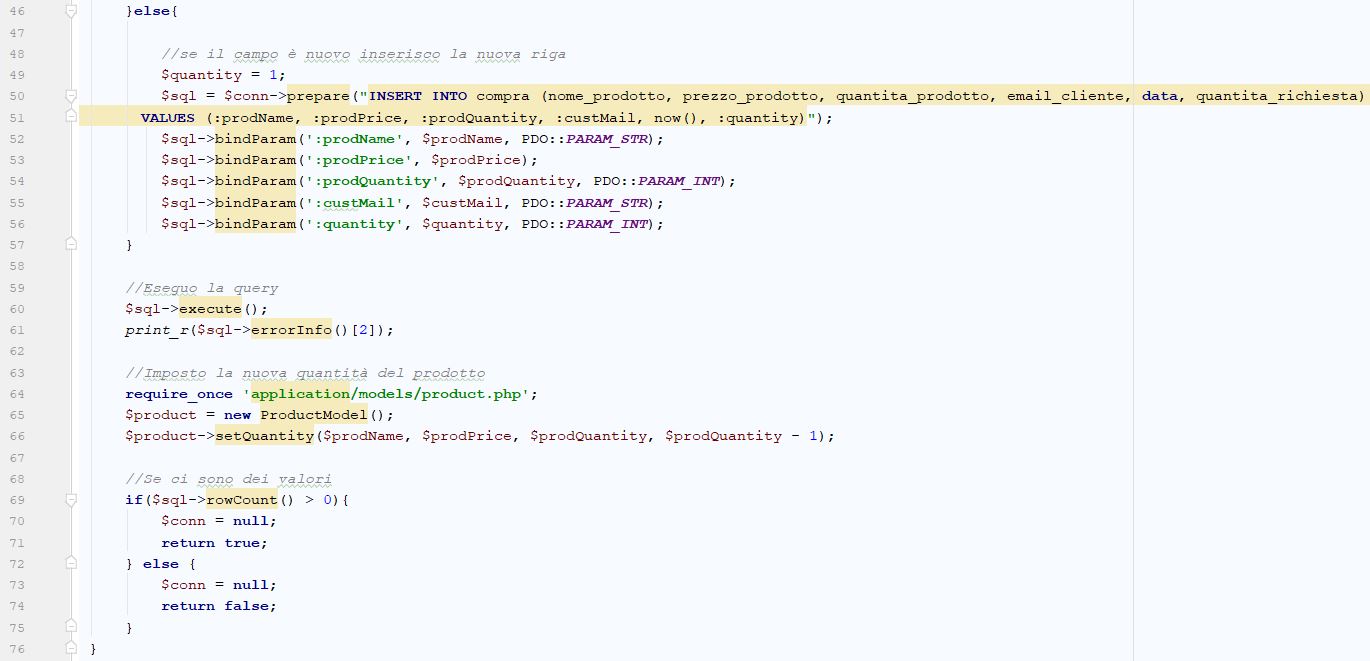 46 }else{
47
48 //se il campo è nuovo inserisco la nuova riga
49 $quantity = 1;
50 $sql = $conn->prepare("INSERT INTO compra (nome_prodotto, prezzo_prodotto, quantita_prodotto, email_cliente, data, quantita_richiesta)
51 VALUES (:prodName, :prodPrice, :prodQuantity, :custMail, now(), :quantity)");
52 $sql->bindParam(':prodName', $prodName, PDO::PARAM_STR);
53 $sql->bindParam(':prodPrice', $prodPrice);
54 $sql->bindParam(':prodQuantity', $prodQuantity, PDO::PARAM_INT);
55 $sql->bindParam(':custMail', $custMail, PDO::PARAM_STR);
56 $sql->bindParam(':quantity', $quantity, PDO::PARAM_INT);
57 }
58
59 //Eseguo la query
60 $sql->execute();
61 print_r($sql->errorInfo()[2]);
62
63 //Imposto la nuova quantità del prodotto
64 require_once 'application/models/product.php';
65 $product = new ProductModel();
66 $product->setQuantity($prodName, $prodPrice, $prodQuantity, $prodQuantity - 1);
67
68 //Se ci sono dei valori
69 if($sql->rowCount() > 0){
70 $conn = null;
71 return true;
72 } else {
73 $conn = null;
74 return false;
75 }
76 }